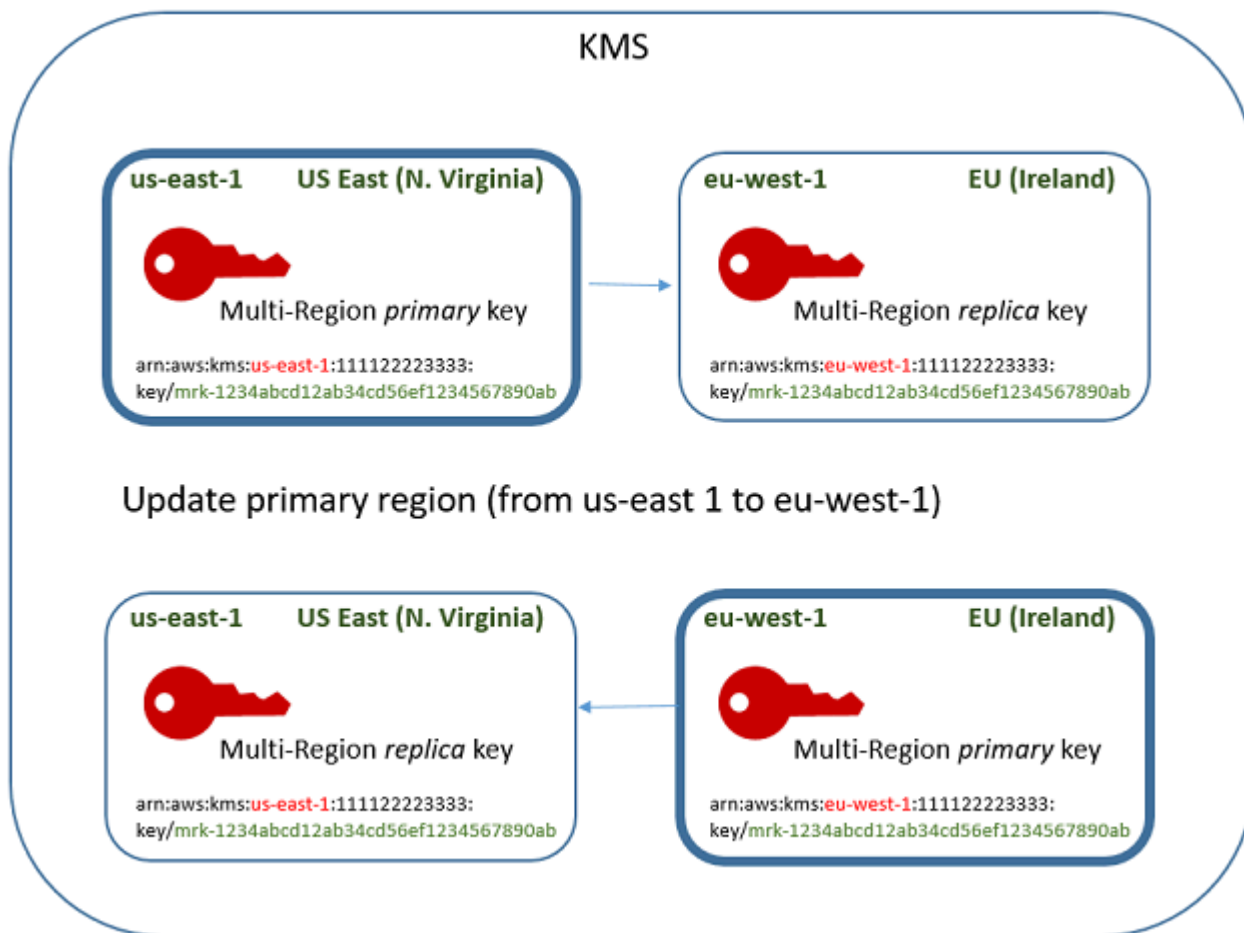 KMS
us-east-1 US East (N. Virginia)
eu-west-1 EU (Ireland)
Multi-Region primary key
Multi-Region replica key
arn:aws:kms:us-east-1:111122223333:
key/mrk-1234abcd12ab34cd56ef1234567890ab
arn:aws:kms:eu-west-1:111122223333:
key/mrk-1234abcd12ab34cd56ef1234567890ab
Update primary region (from us-east 1 to eu-west-1)
us-east-1 US East (N. Virginia)
eu-west-1 EU (Ireland)
Multi-Region replica key
Multi-Region primary key
arn:aws:kms:us-east-1:111122223333:
key/mrk-1234abcd12ab34cd56ef1234567890ab
arn:aws:kms:eu-west-1:111122223333:
key/mrk-1234abcd12ab34cd56ef1234567890ab